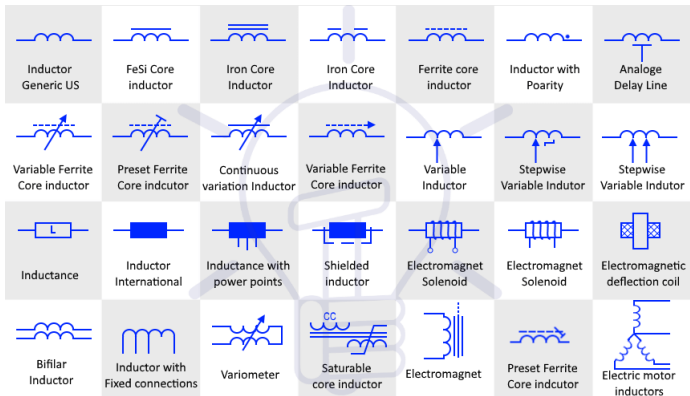 Inductor
Generic US
FeSi Core
inductor
Iron Core
Inductor
Iron Core
Inductor
Ferrite core
inductor
Inductor with
Poarity
Analoge
Delay Line
Variable Ferrite
Core inductor
Preset Ferrite
Core indcutor
Continuous
variation Inductor
Variable Ferrite
Core inductor
Variable
Inductor
Stepwise
Variable Indutor
Stepwise
Variable Indutor
L
Inductance
Inductor
International
Inductance with
power points
Shielded
inductor
Electromagnet
Solenoid
Electromagnet
Solenoid
Electromagnetic
deflection coil
Bifilar
Inductor
Inductor with
Fixed connections
Variometer
CC
Saturable
core inductor
Electromagnet
Preset Ferrite
Core indcutor
Electric motor
inductors